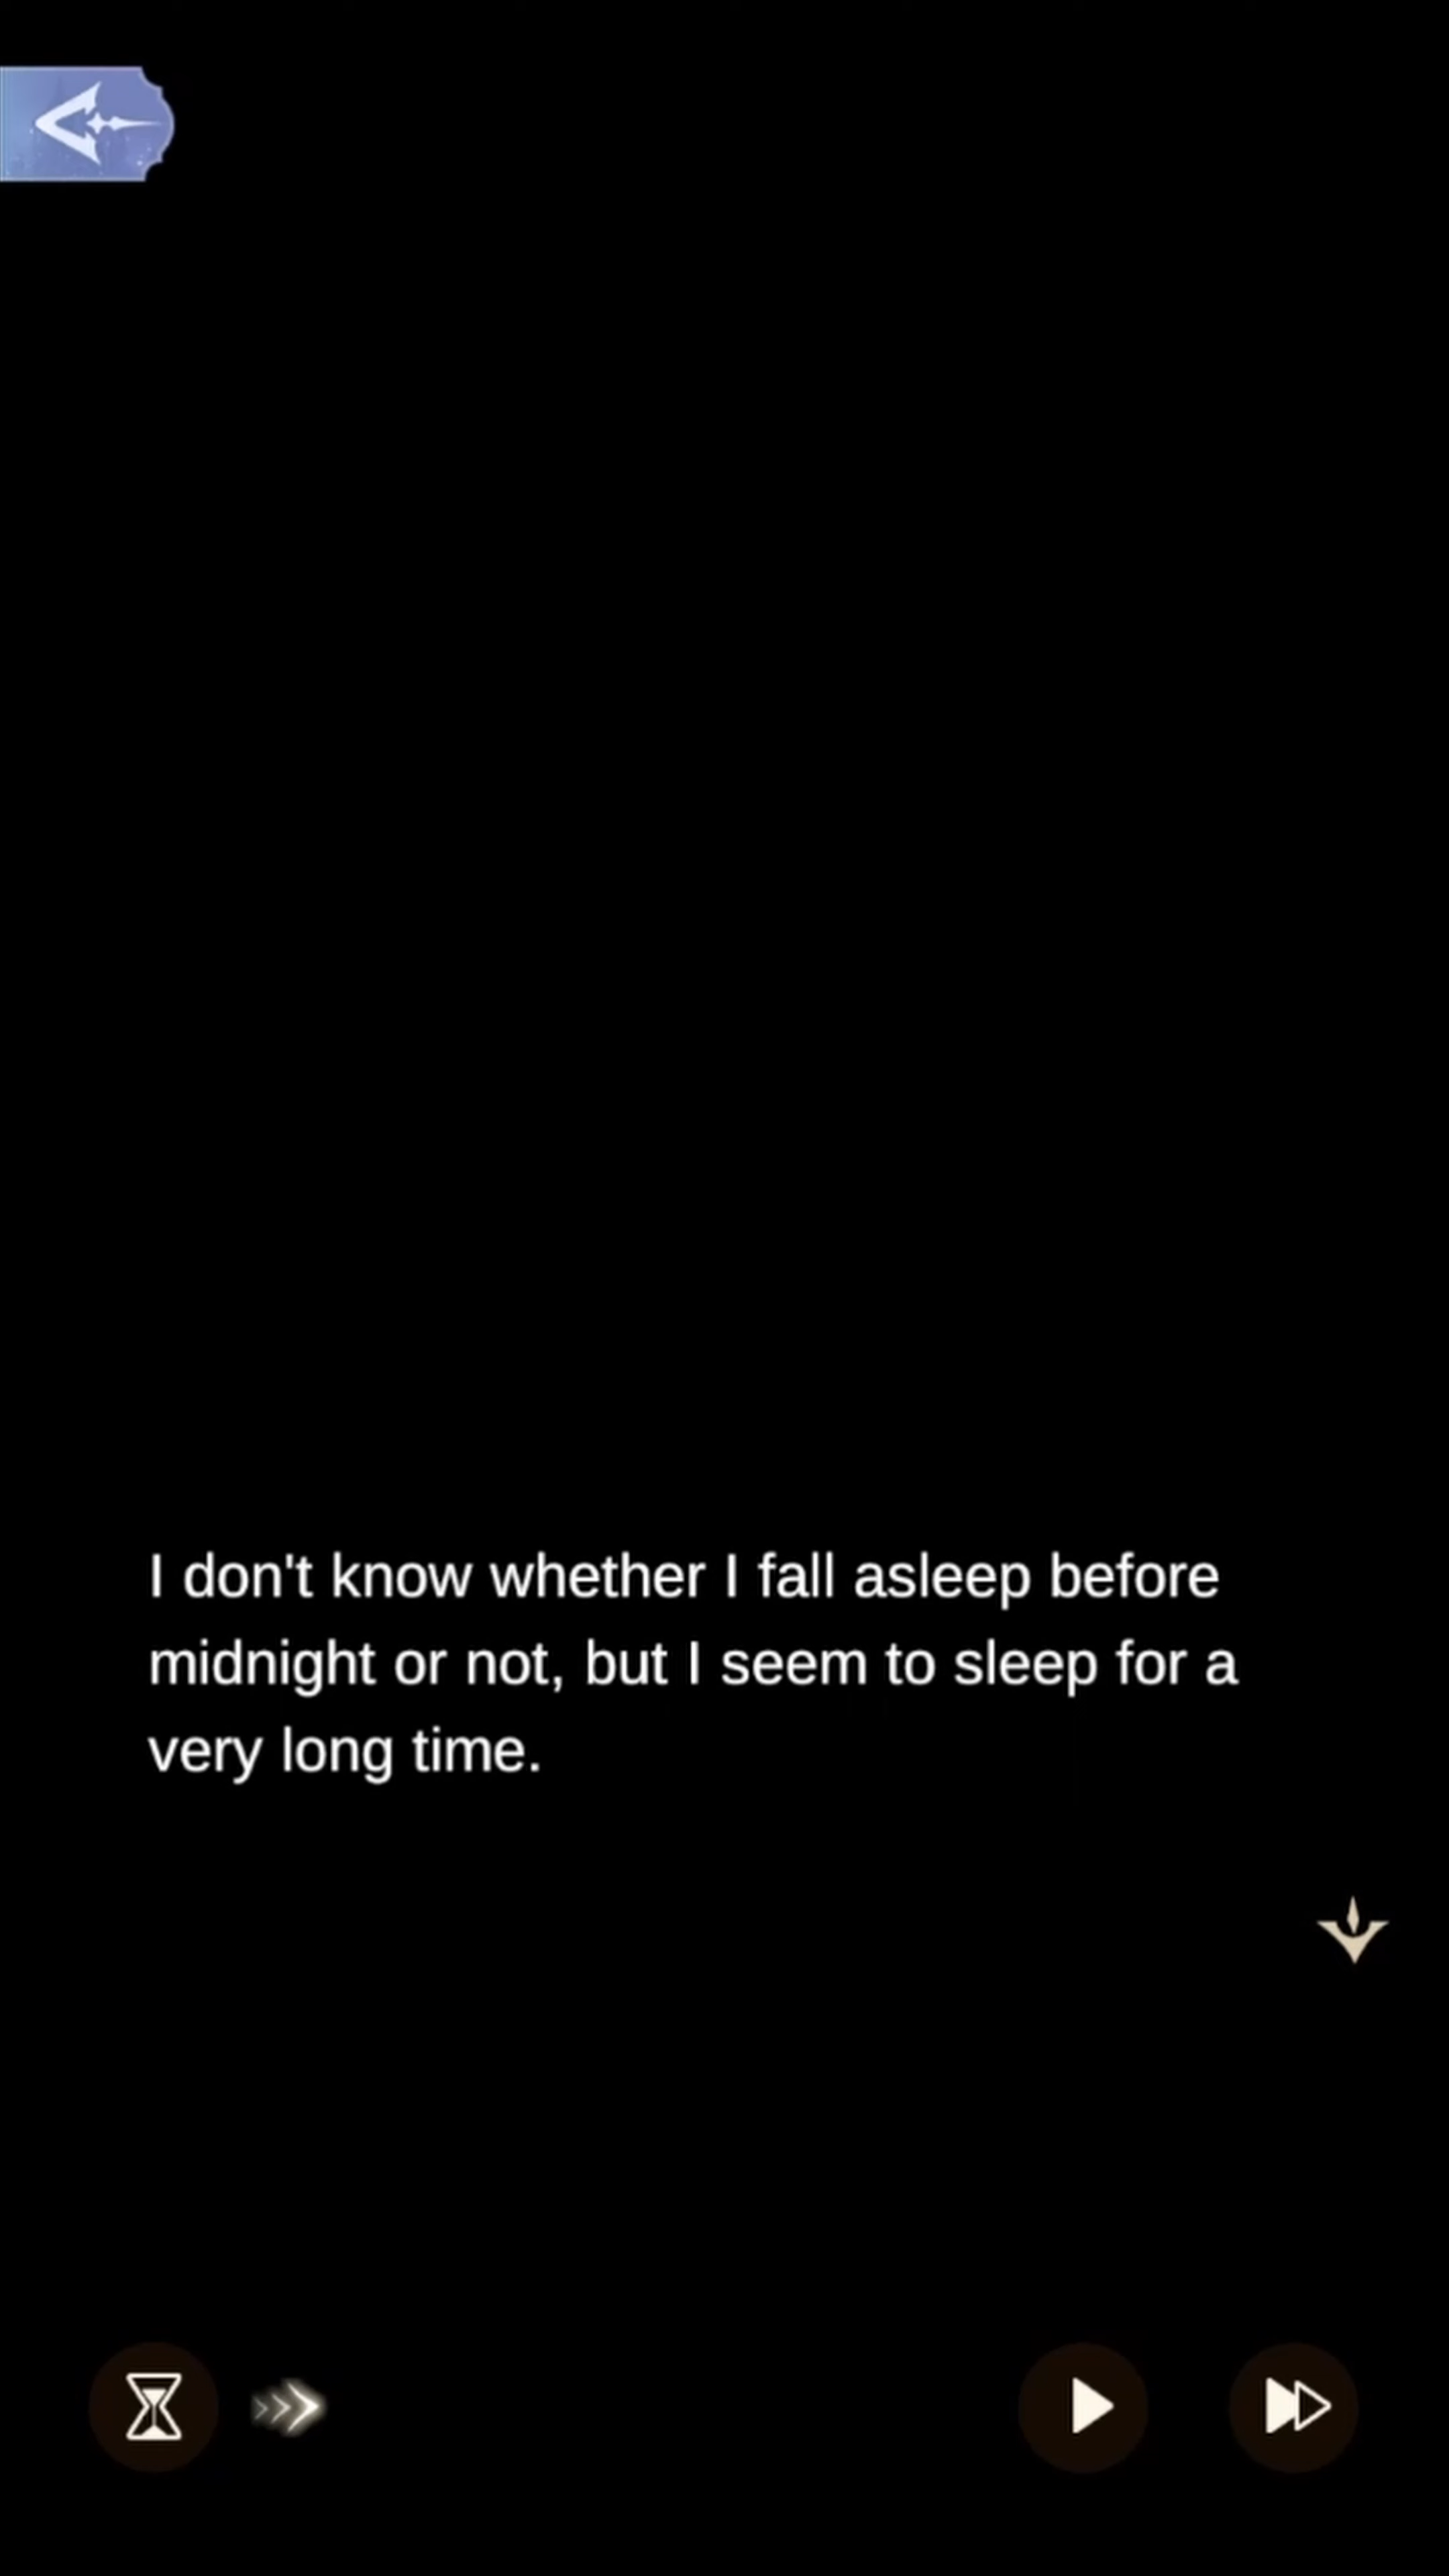 I don't know whether I fall asleep before
midnight or not, but I seem to sleep for a
very long time.